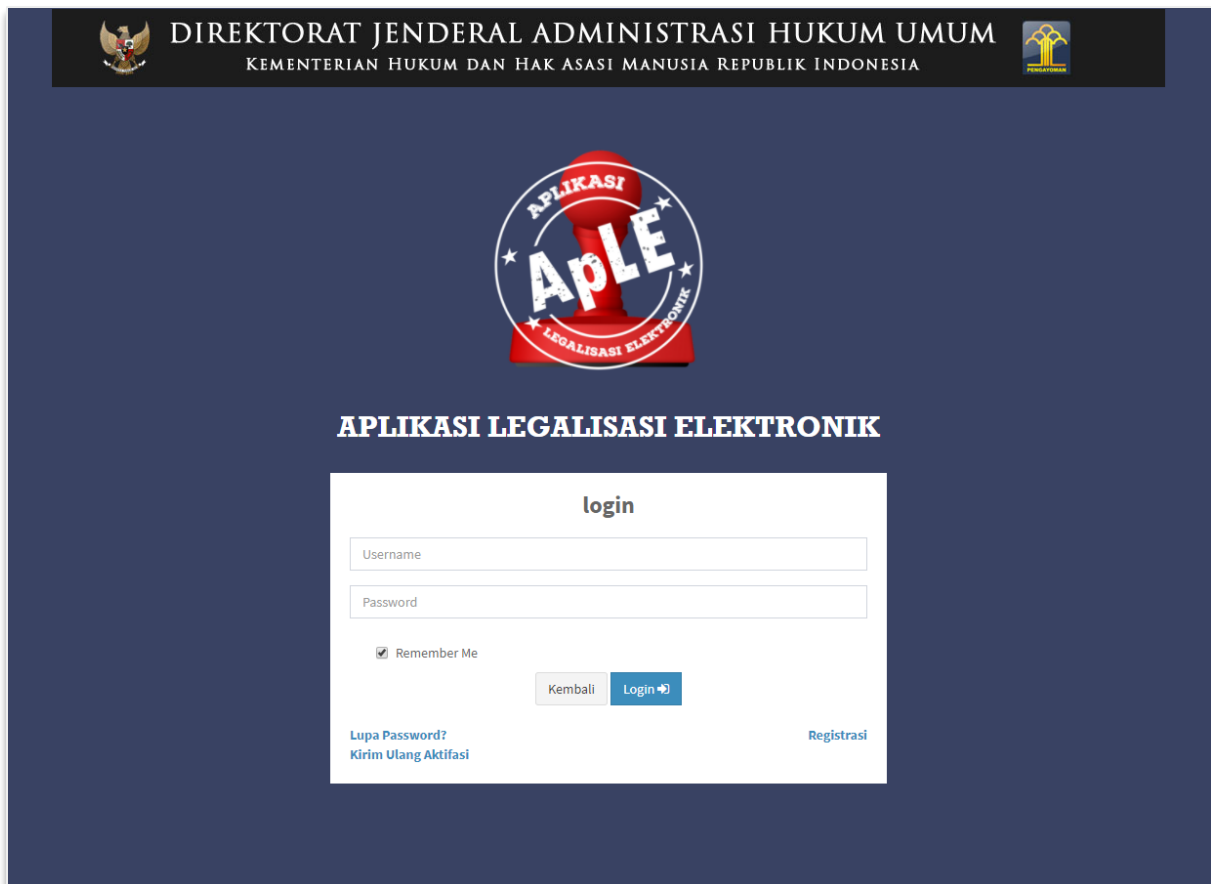 DIREKTORAT JENDERAL ADMINISTRASI HUKUM UMUM
KEMENTERIAN HUKUM DAN HAK ASASI MANUSIA REPUBLIK INDONESIA
PENGAYOMAN
APLIKASI
ApLE
LEGALISASI ELEKTRONIK
APLIKASI LEGALISASI ELEKTRONIK
login
Username
Password
Remember Me
Kembali Login
Lupa Password? Registrasi
Kirim Ulang Aktifasi